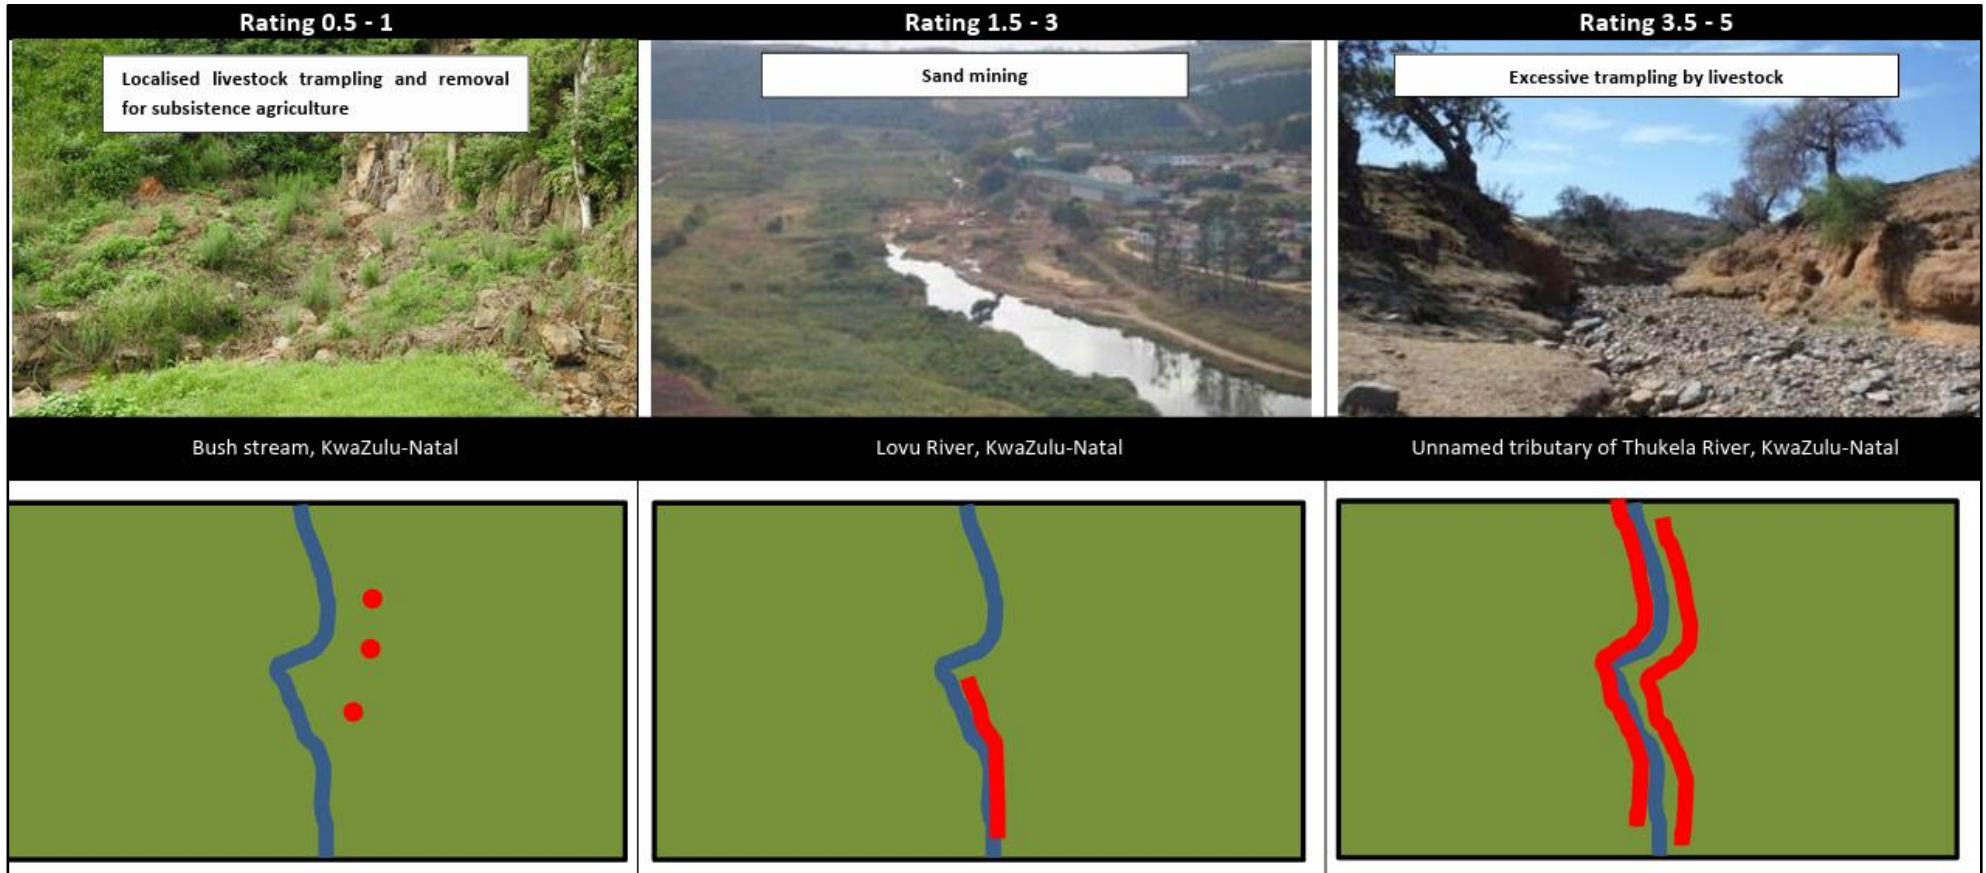 Rating 0.5 - 1
Rating 1.5 - 3
Rating 3.5 - 5
Localised livestock trampling and removal
for subsistence agriculture
Sand mining
Excessive trampling by livestock
Bush stream, KwaZulu-Natal
Lovu River, KwaZulu-Natal
Unnamed tributary of Thukela River, KwaZulu-Natal